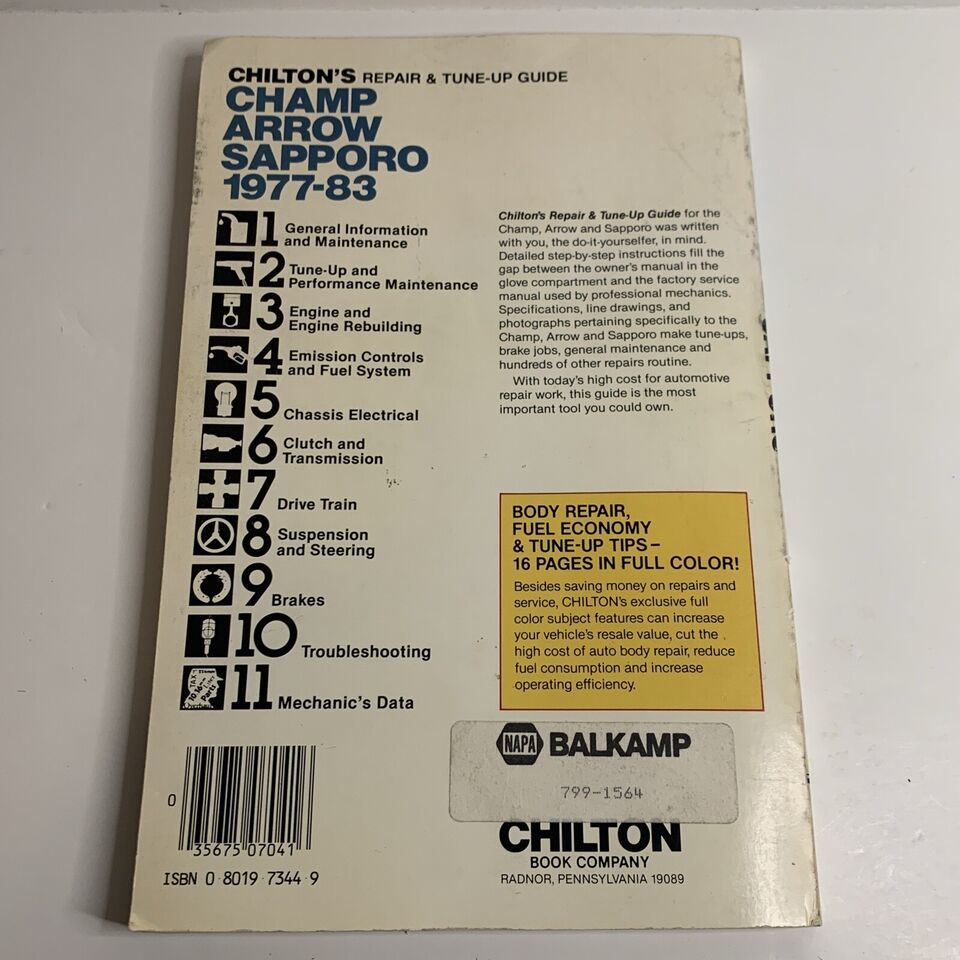 CHILTON'S REPAIR & TUNE-UP GUIDE
CHAMP
ARROW
SAPPORO
1977-83
1 General Information
and Maintenance
2 Tune-Up and
Performance Maintenance
3 Engine and
Engine Rebuilding
4 Emission Controls
and Fuel System
5 Chassis Electrical
6 Clutch and
Transmission
7 Drive Train
8 Suspension
and Steering
9 Brakes
10 Troubleshooting
11 Mechanic's Data
Chilton's Repair & Tune-Up Guide for the
Champ, Arrow and Sapporo was written
with you, the do-it-yourselfer, in mind.
Detailed step-by-step instructions fill the
gap between the owner's manual in the
glove compartment and the factory service
manual used by professional mechanics.
Specifications, line drawings, and
photographs pertaining specifically to the
Champ, Arrow and Sapporo make tune-ups,
brake jobs, general maintenance and
hundreds of other repairs routine.
With today's high cost for automotive
repair work, this guide is the most
important tool you could own.
BODY REPAIR,
FUEL ECONOMY
& TUNE-UP TIPS–
16 PAGES IN FULL COLOR!
Besides saving money on repairs and
service, CHILTON's exclusive full
color subject features can increase
your vehicle's resale value, cut the
high cost of auto body repair, reduce
fuel consumption and increase
operating efficiency.
NAPA BALKAMP
799-1564
CHILTON
BOOK COMPANY
RADNOR, PENNSYLVANIA 19089
0 35675 07041
ISBN 0-8019-7344-9